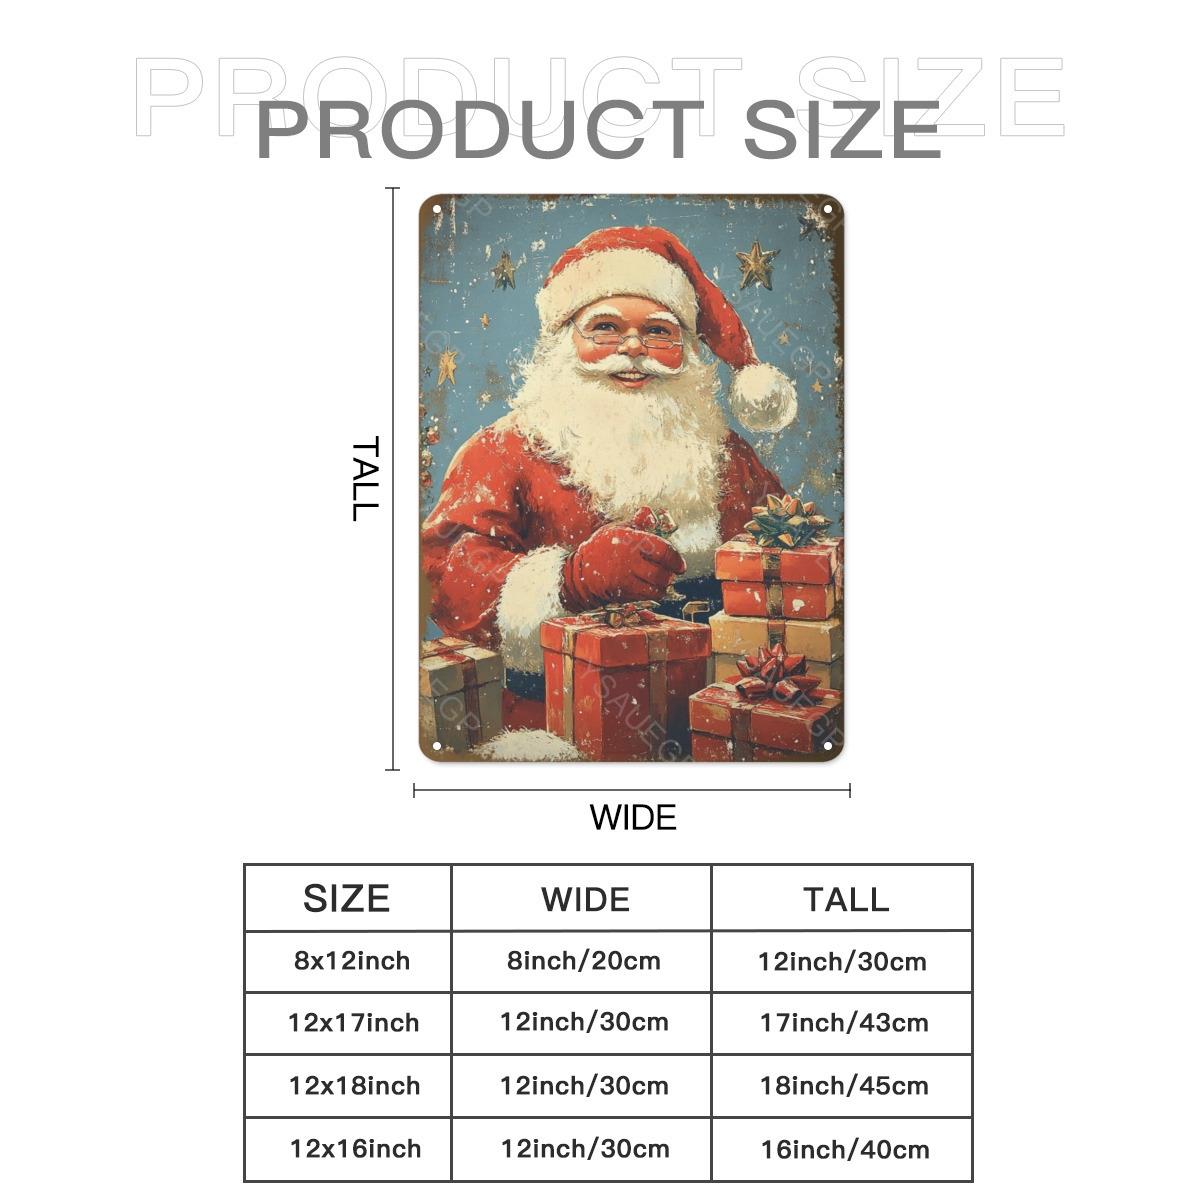 PRODUCT SIZE
PRODUCT SIZE
TALL
WIDE
SIZE WIDE TALL
8x12inch 8inch/20cm 12inch/30cm
12x17inch 12inch/30cm 17inch/43cm
12x18inch 12inch/30cm 18inch/45cm
12x16inch 12inch/30cm 16inch/40cm